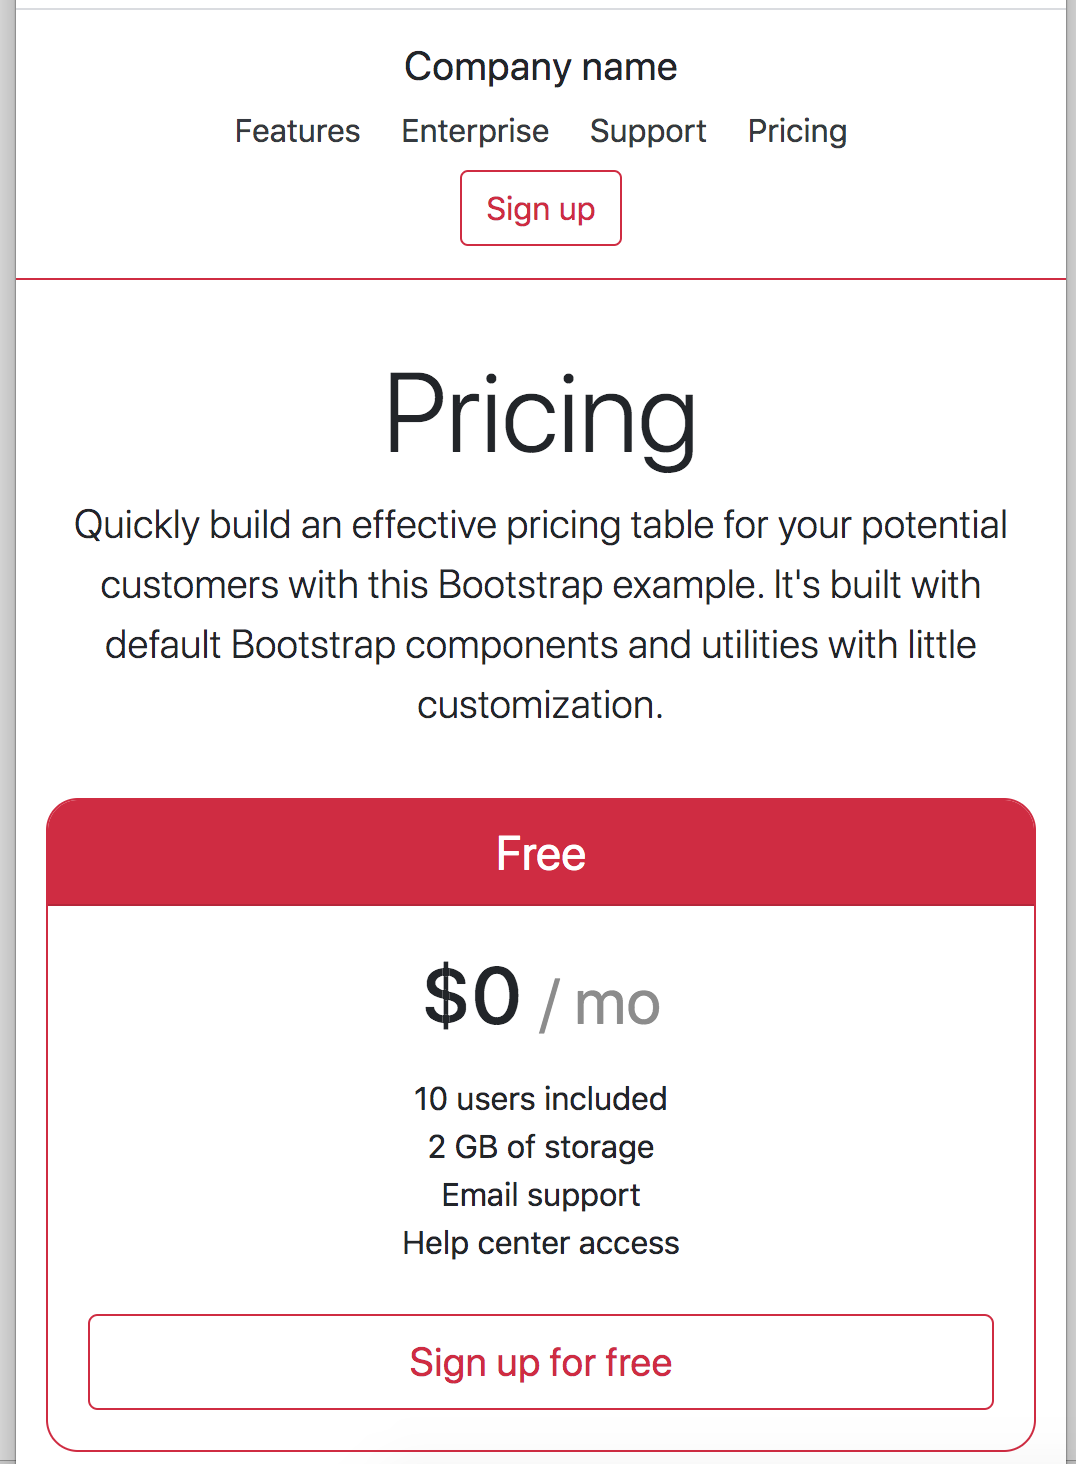 Company name
Features Enterprise Support Pricing
Sign up
Pricing
Quickly build an effective pricing table for your potential
customers with this Bootstrap example. It's built with
default Bootstrap components and utilities with little
customization.
Free
$0 / mo
10 users included
2 GB of storage
Email support
Help center access
Sign up for free